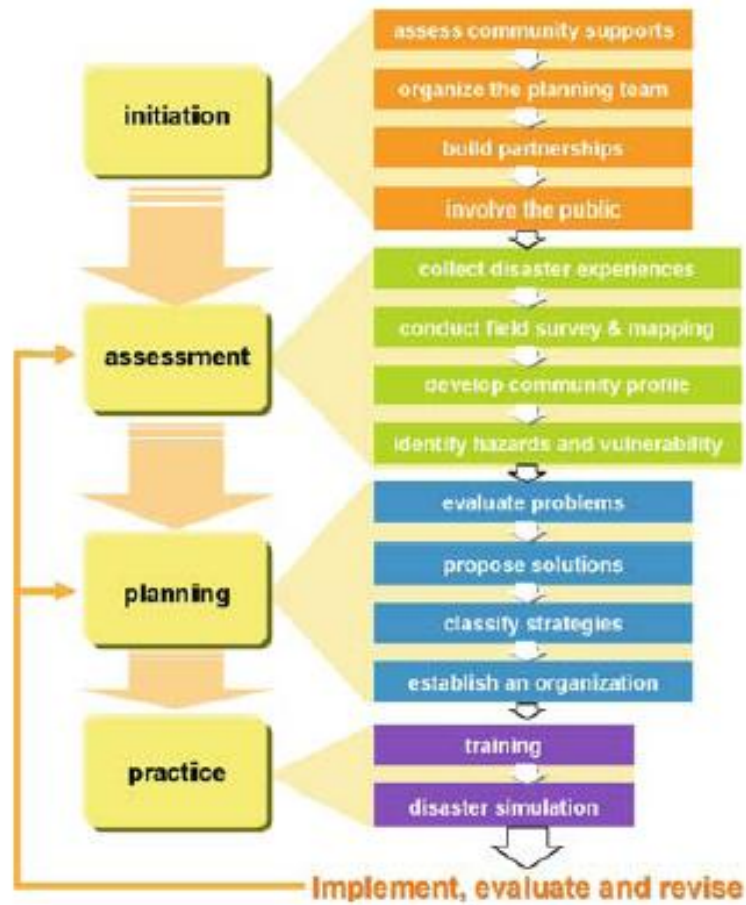 initiation
assess community supports
organize the planning team
build partnerships
involve the public
assessment
collect disaster experiences
conduct field survey & mapping
develop community profile
identify hazards and vulnerability
planning
evaluate problems
propose solutions
classify strategies
establish an organization
practice
training
disaster simulation
Implement, evaluate and revise